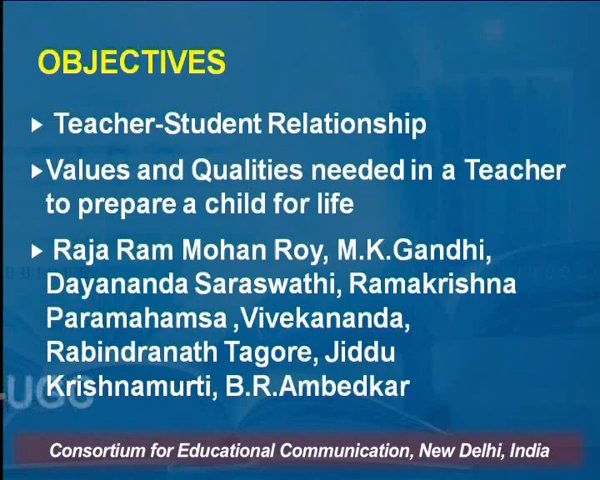 OBJECTIVES
Teacher-Student Relationship
Values and Qualities needed in a Teacher
to prepare a child for life
Raja Ram Mohan Roy, M.K.Gandhi,
Dayananda Saraswathi, Ramakrishna
Paramahamsa ,Vivekananda,
Rabindranath Tagore, Jiddu
Krishnamurti, B.R.Ambedkar
-UGC
Consortium for Educational Communication, New Delhi, India